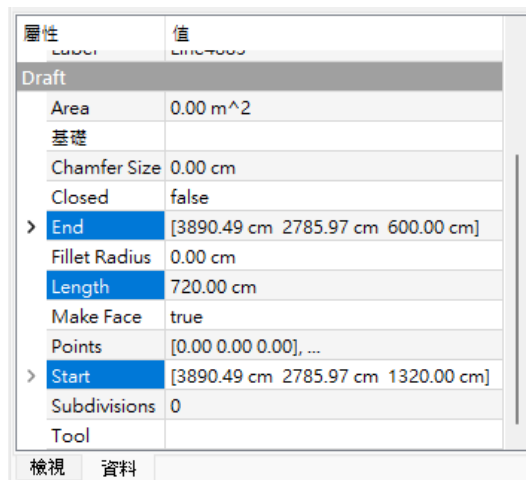 屬性 值
Draft
Area 0.00 m^2
基礎
Chamfer Size 0.00 cm
Closed false
End [3890.49 cm 2785.97 cm 600.00 cm]
Fillet Radius 0.00 cm
Length 720.00 cm
Make Face true
Points [0.00 0.00 0.00], ...
Start [3890.49 cm 2785.97 cm 1320.00 cm]
Subdivisions 0
Tool
檢視 資料